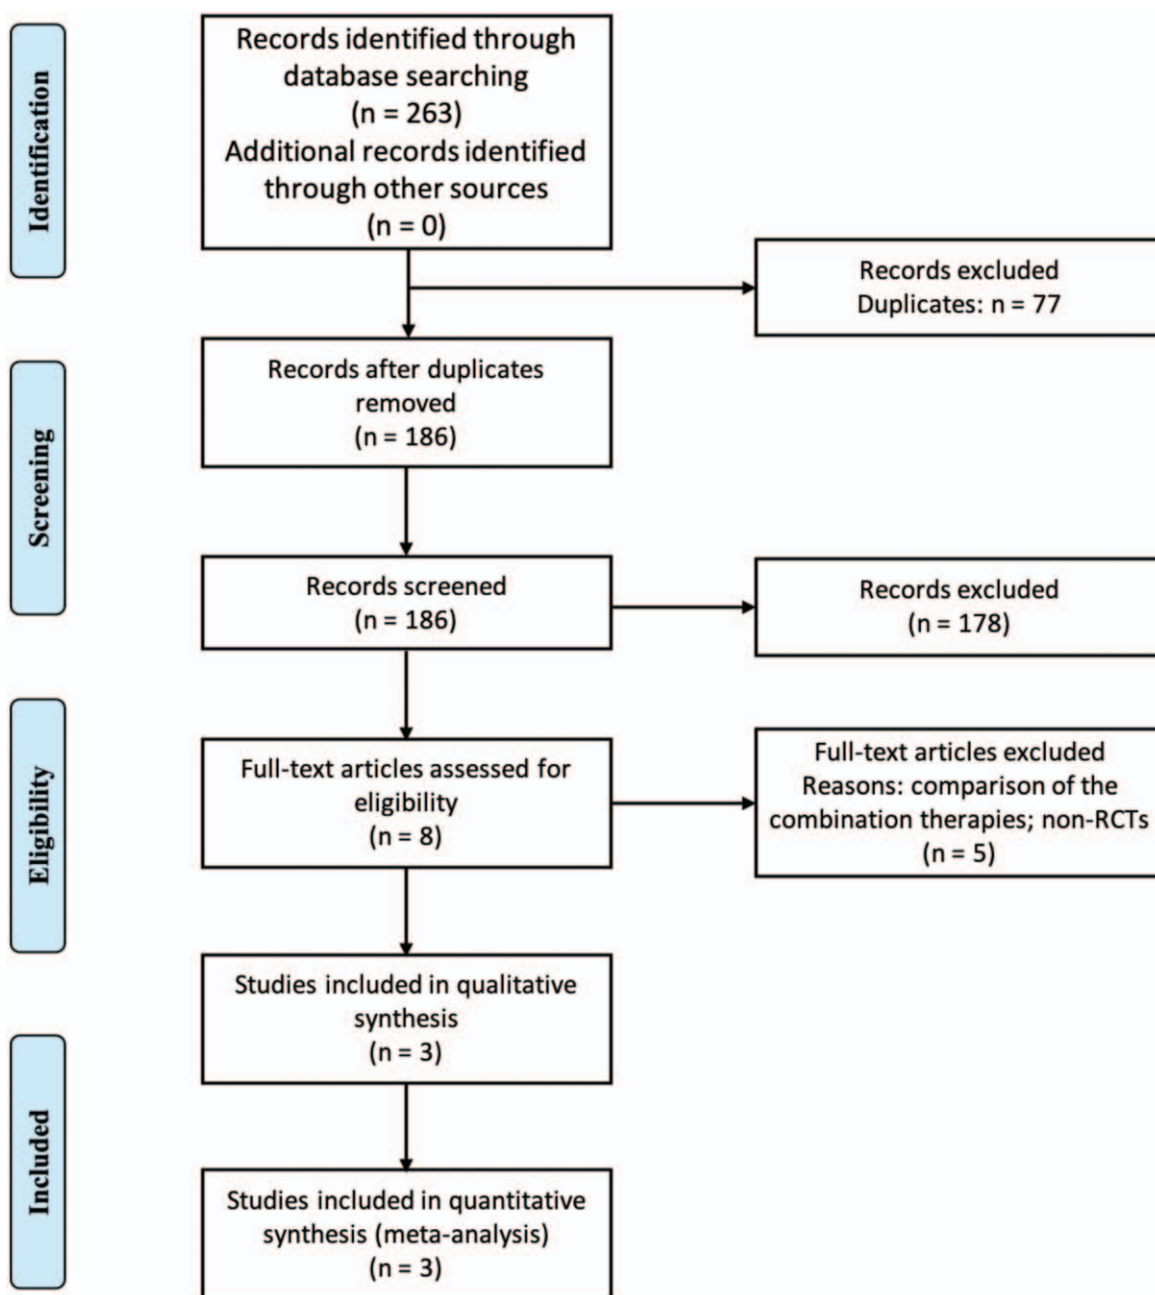 Identification
Records identified through
database searching
(n = 263)
Additional records identified
through other sources
(n = 0)
Records excluded
Duplicates: n = 77
Screening
Records after duplicates
removed
(n = 186)
Records screened
(n = 186)
Records excluded
(n = 178)
Eligibility
Full-text articles assessed for
eligibility
(n = 8)
Full-text articles excluded
Reasons: comparison of the
combination therapies; non-RCTs
(n = 5)
Studies included in qualitative
synthesis
(n = 3)
Included
Studies included in quantitative
synthesis (meta-analysis)
(n = 3)